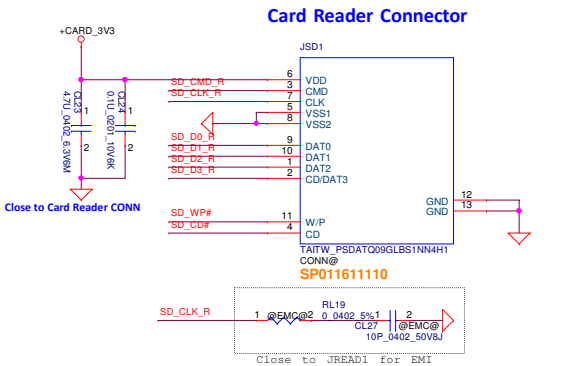 Card Reader Connector
+CARD_3V3
JSD1
CL23
4.7U_0402_6.3V6M
1
2
CL24
0.1U_0201_10V6K
1
2
Close to Card Reader CONN
SD_CMD_R
SD_CLK_R
SD_D0_R
SD_D1_R
SD_D2_R
SD_D3_R
SD_WP#
SD_CD#
6 VDD
3 CMD
7 CLK
5 VSS1
8 VSS2
9 DAT0
10 DAT1
1 DAT2
2 CD/DAT3
11 W/P
4 CD
GND 12
GND 13
TAITW_PSDATQ09GLBS1NN4H1
CONN@
SP011611110
SD_CLK_R
1 @EMC@ 2
RL19
0_0402_5%
CL27
1 2
@EMC@
10P_0402_50V8J
Close to JREAD1 for EMI